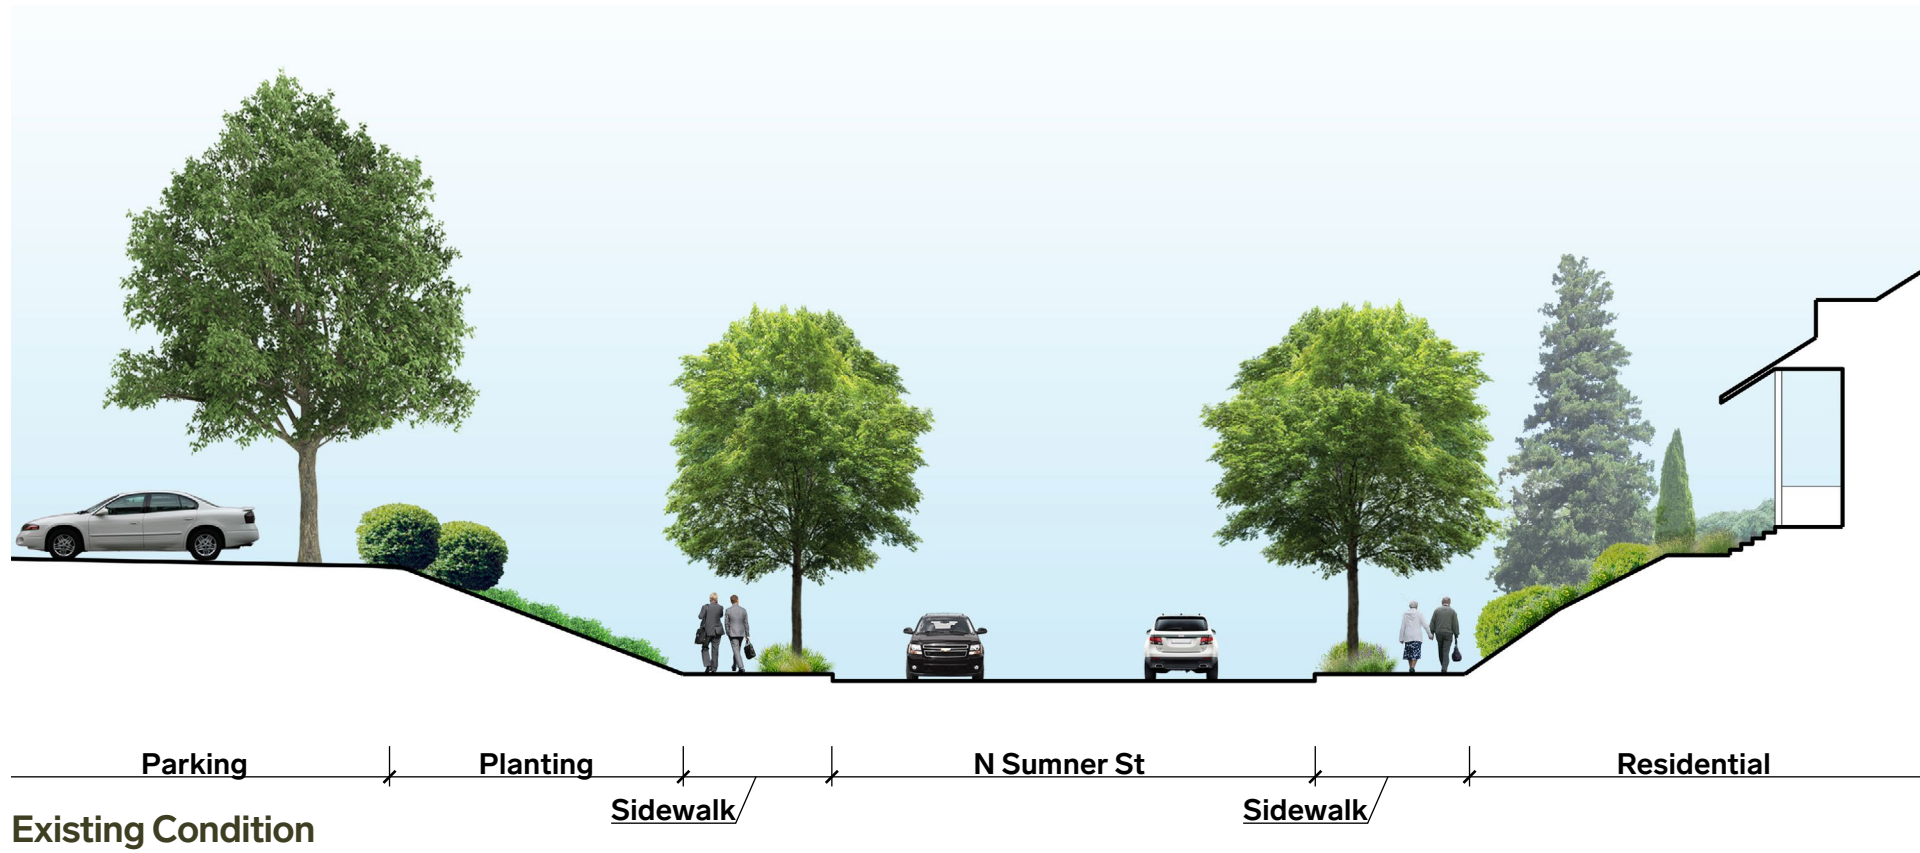 Parking
Planting
N Sumner St
Residential
Sidewalk
Sidewalk
Existing Condition